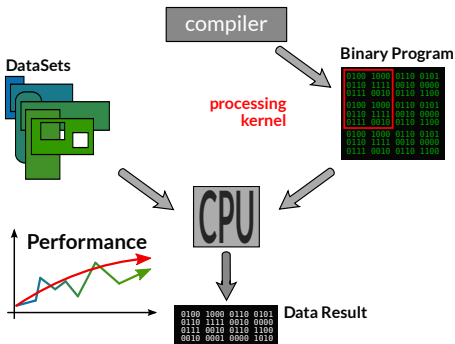 compiler
Binary Program
DataSets
0100 1000 0110 0101
0110 1111 0010 0000
0111 0010 0110 1100
0100 1000 0110 0101
0110 1111 0010 0000
0111 0010 0110 1100
0100 1000 0110 0101
0110 1111 0010 0000
0111 0010 0110 1100
processing
kernel
CPU
Performance
Data Result
0100 1000 0110 0101
0110 1111 0010 0000
0111 0010 0110 1100
0010 0001 0000 1010